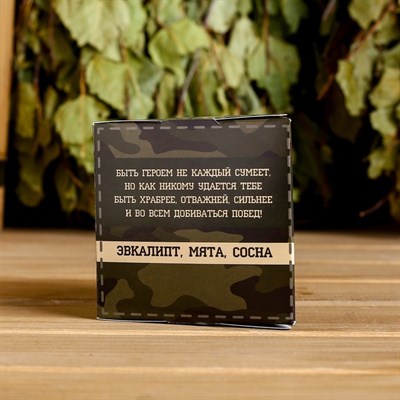 БЫТЬ ГЕРОЕМ НЕ КАЖДЫЙ СУМЕЕТ,
НО КАК НИКОМУ УДАЕТСЯ ТЕБЕ
БЫТЬ ХРАБРЕЕ, ОТВАЖНЕЙ, СИЛЬНЕЕ
И ВО ВСЕМ ДОБИВАТЬСЯ ПОБЕД!
ЭВКАЛИПТ, МЯТА, СОСНА